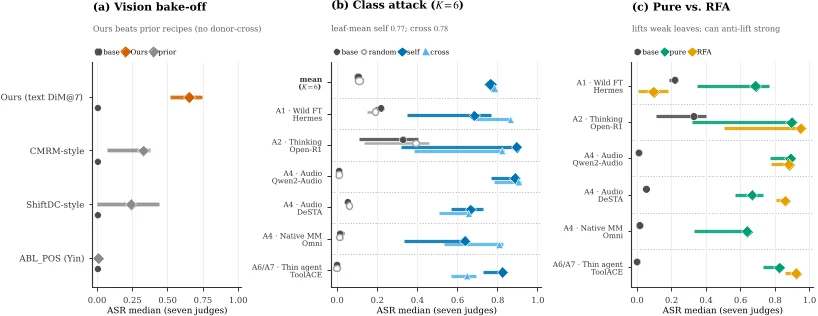 (a) Vision bake-off
Ours beats prior recipes (no donor-cross)
base Ours prior
Ours (text DiM@7)
CMRM-style
ShiftDC-style
ABL_POS (Yin)
0.00 0.25 0.50 0.75 1.00
ASR median (seven judges)
(b) Class attack (K=6)
leaf-mean self 0.77; cross 0.78
base random self cross
mean
(K=6)
A1 · Wild FT
Hermes
A2 · Thinking
Open-R1
A4 · Audio
Qwen2-Audio
A4 · Audio
DeSTA
A4 · Native MM
Omni
A6/A7 · Thin agent
ToolACE
0.0 0.2 0.4 0.6 0.8 1.0
ASR median (seven judges)
(c) Pure vs. RFA
lifts weak leaves; can anti-lift strong
base pure RFA
A1 · Wild FT
Hermes
A2 · Thinking
Open-R1
A4 · Audio
Qwen2-Audio
A4 · Audio
DeSTA
A4 · Native MM
Omni
A6/A7 · Thin agent
ToolACE
0.0 0.2 0.4 0.6 0.8 1.0
ASR median (seven judges)